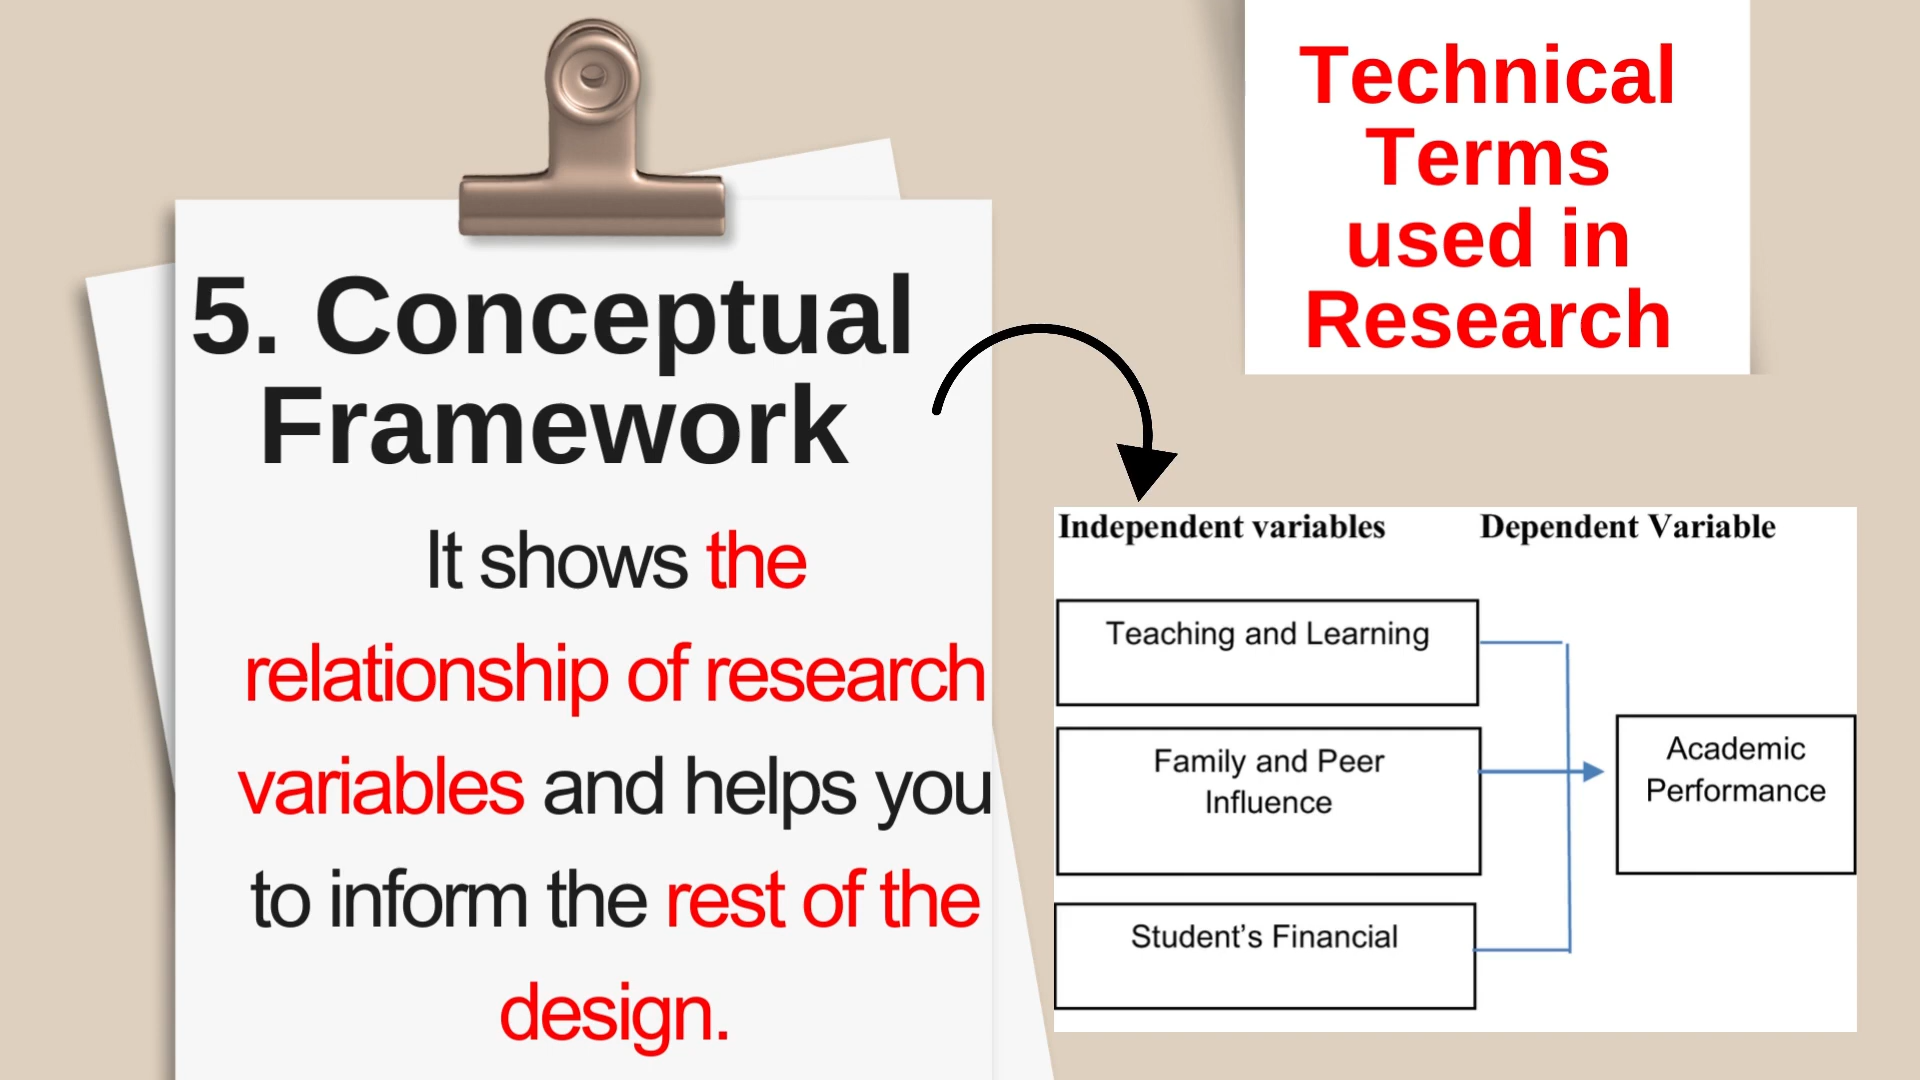 Technical
Terms
used in
Research
5. Conceptual
Framework
It shows the
relationship of research
variables and helps you
to inform the rest of the
design.
Independent variables
Dependent Variable
Teaching and Learning
Family and Peer
Influence
Student’s Financial
Academic
Performance